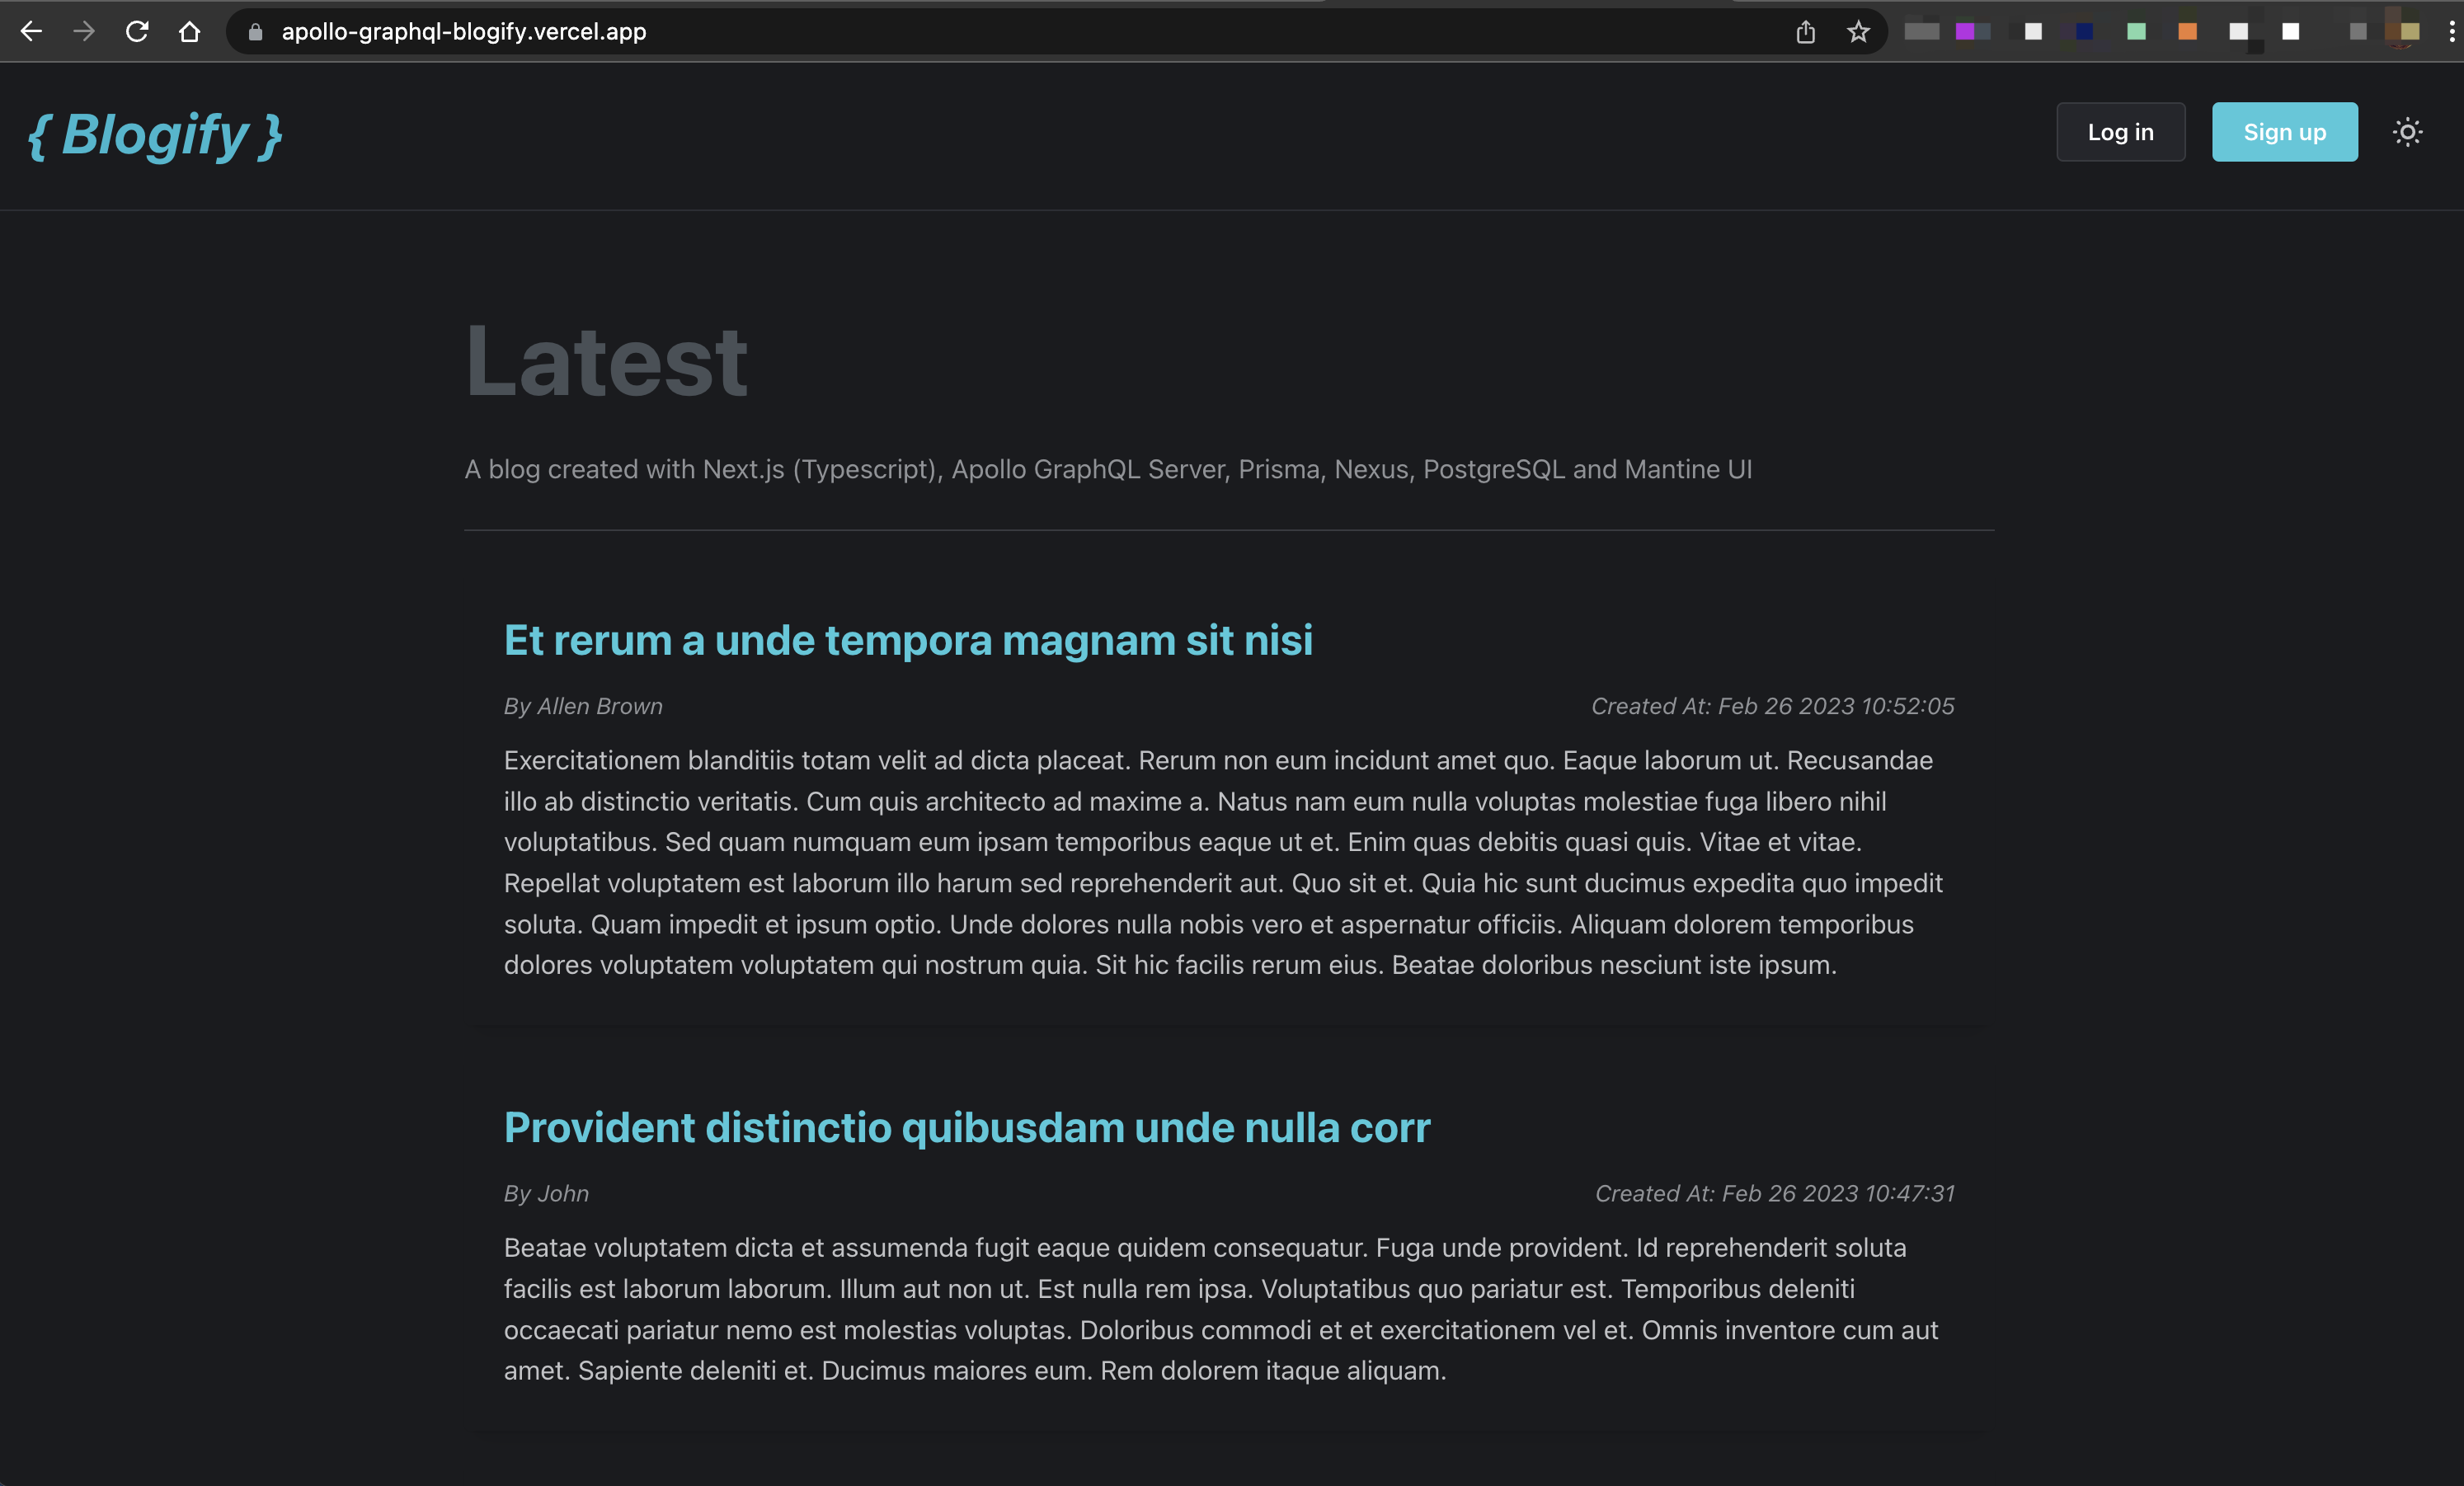 apollo-graphql-blogify.vercel.app
{ Blogify }
Log in
Sign up
Latest
A blog created with Next.js (Typescript), Apollo GraphQL Server, Prisma, Nexus, PostgreSQL and Mantine UI
Et rerum a unde tempora magnam sit nisi
By Allen Brown
Created At: Feb 26 2023 10:52:05
Exercitationem blanditiis totam velit ad dicta placeat. Rerum non eum incidunt amet quo. Eaque laborum ut. Recusandae
illo ab distinctio veritatis. Cum quis architecto ad maxime a. Natus nam eum nulla voluptas molestiae fuga libero nihil
voluptatibus. Sed quam numquam eum ipsam temporibus eaque ut et. Enim quas debitis quasi quis. Vitae et vitae.
Repellat voluptatem est laborum illo harum sed reprehenderit aut. Quo sit et. Quia hic sunt ducimus expedita quo impedit
soluta. Quam impedit et ipsum optio. Unde dolores nulla nobis vero et aspernatur officiis. Aliquam dolorem temporibus
dolores voluptatem voluptatem qui nostrum quia. Sit hic facilis rerum eius. Beatae doloribus nesciunt iste ipsum.
Provident distinctio quibusdam unde nulla corr
By John
Created At: Feb 26 2023 10:47:31
Beatae voluptatem dicta et assumenda fugit eaque quidem consequatur. Fuga unde provident. Id reprehenderit soluta
facilis est laborum laborum. Illum aut non ut. Est nulla rem ipsa. Voluptatibus quo pariatur est. Temporibus deleniti
occaecati pariatur nemo est molestias voluptas. Doloribus commodi et et exercitationem vel et. Omnis inventore cum aut
amet. Sapiente deleniti et. Ducimus maiores eum. Rem dolorem itaque aliquam.